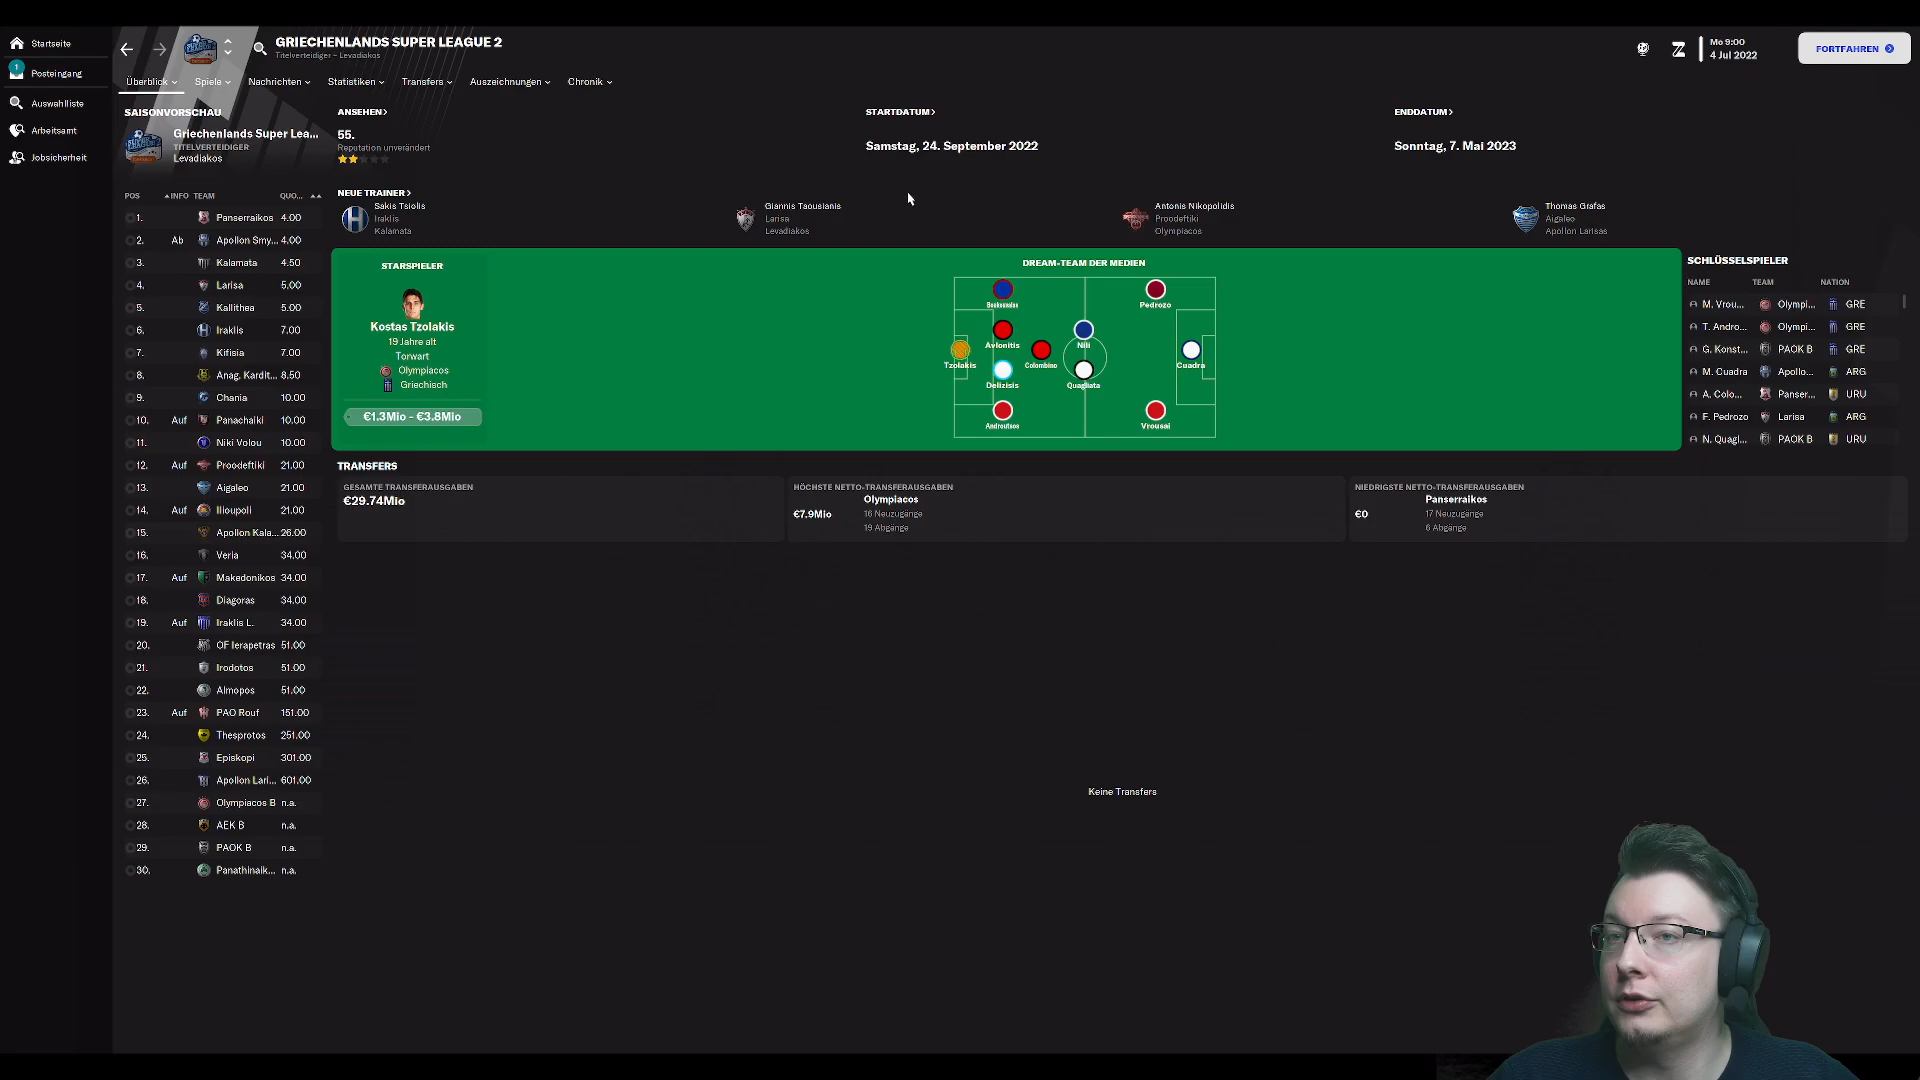 Startseite
Posteingang
1
Auswahlliste
Arbeitsamt
Jobsicherheit
GRIECHENLANDS SUPER LEAGUE 2
Titelverteidiger – Levadiakos
Mo 9:00
4 Jul 2022
FORTFAHREN
Überblick
Spiele
Nachrichten
Statistiken
Transfers
Auszeichnungen
Chronik
SAISONVORSCHAU
Griechenlands Super Lea...
TITELVERTEIDIGER
Levadiakos
ANSEHEN>
55.
Reputation unverändert
STARTDATUM>
Samstag, 24. September 2022
ENDDATUM>
Sonntag, 7. Mai 2023
NEUE TRAINER>
Sakis Tsiolis
Iraklis
Kalamata
Giannis Taousianis
Larisa
Levadiakos
Antonis Nikopolidis
Proodeftiki
Olympiacos
Thomas Grafas
Aigaleo
Apollon Larisas
POS INFO TEAM QUO...
1. Panserraikos 4.00
2. Ab Apollon Smy... 4.00
3. Kalamata 4.50
4. Larisa 5.00
5. Kallithea 5.00
6. Iraklis 7.00
7. Kifisia 7.00
8. Anag. Kardit... 8.50
9. Chania 10.00
10. Auf Panachaiki 10.00
11. Niki Volou 10.00
12. Auf Proodeftiki 21.00
13. Aigaleo 21.00
14. Auf Ilioupoli 21.00
15. Apollon Kala... 26.00
16. Veria 34.00
17. Auf Makedonikos 34.00
18. Diagoras 34.00
19. Auf Iraklis L. 34.00
20. OF Ierapetras 51.00
21. Irodotos 51.00
22. Almopos 51.00
23. Auf PAO Rouf 151.00
24. Thesprotos 251.00
25. Episkopi 301.00
26. Apollon Lari... 601.00
27. Olympiacos B n.a.
28. AEK B n.a.
29. PAOK B n.a.
30. Panathinaik... n.a.
STARSPIELER
Kostas Tzolakis
19 Jahre alt
Torwart
Olympiacos
Griechisch
€1.3Mio - €3.8Mio
DREAM-TEAM DER MEDIEN
Pedrozo
Avlonitis
Nili
Tzolakis
Colombino
Cuadra
Delizisis
Quagliata
Androutsos
Vrousai
SCHLÜSSELSPIELER
NAME TEAM NATION
M. Vrou... Olympi... GRE
T. Andro... Olympi... GRE
G. Konst... PAOK B GRE
M. Cuadra Apollo... ARG
A. Colo... Panser... URU
F. Pedrozo Larisa ARG
N. Quagl... PAOK B URU
TRANSFERS
GESAMTE TRANSFERAUSGABEN
€29.74Mio
HÖCHSTE NETTO-TRANSFERAUSGABEN
€7.9Mio
Olympiacos
16 Neuzugänge
19 Abgänge
NIEDRIGSTE NETTO-TRANSFERAUSGABEN
€0
Panserraikos
17 Neuzugänge
6 Abgänge
Keine Transfers